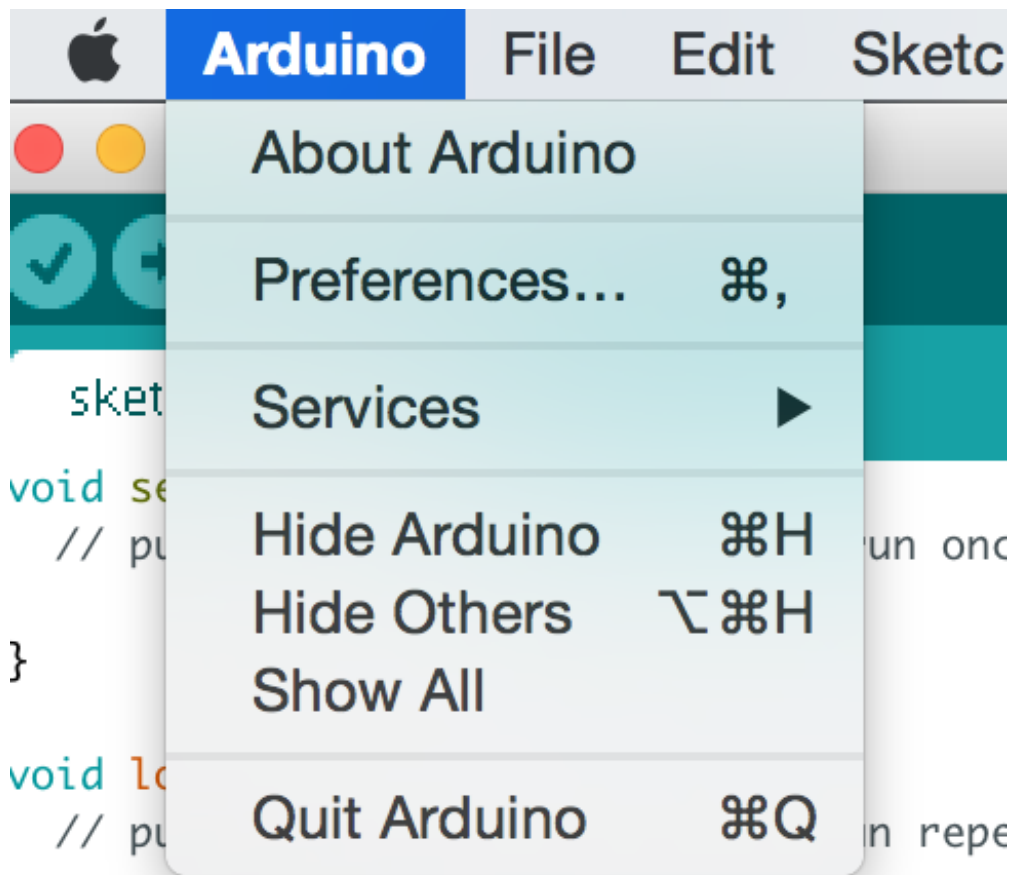 Arduino File Edit Sketc
About Arduino
Preferences... ⌘,
sket
Services ▶
void se
Hide Arduino ⌘H
// pu un onc
Hide Others ⌥⌘H
}
Show All
void lo
Quit Arduino ⌘Q
// pu n repe